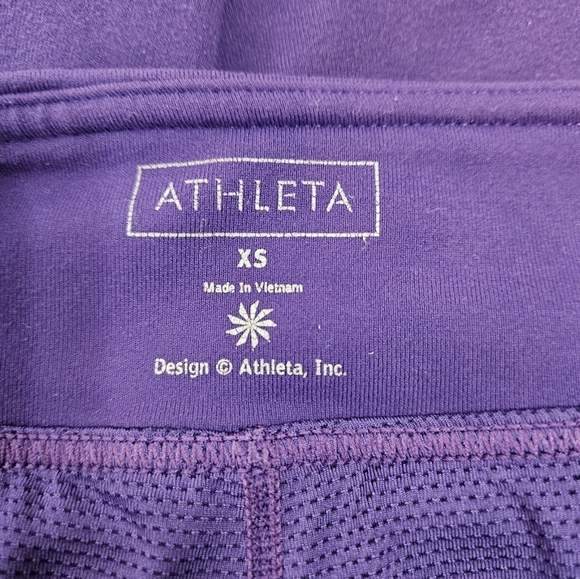 ATHLETA
XS
Made In Vietnam
Design © Athleta, Inc.